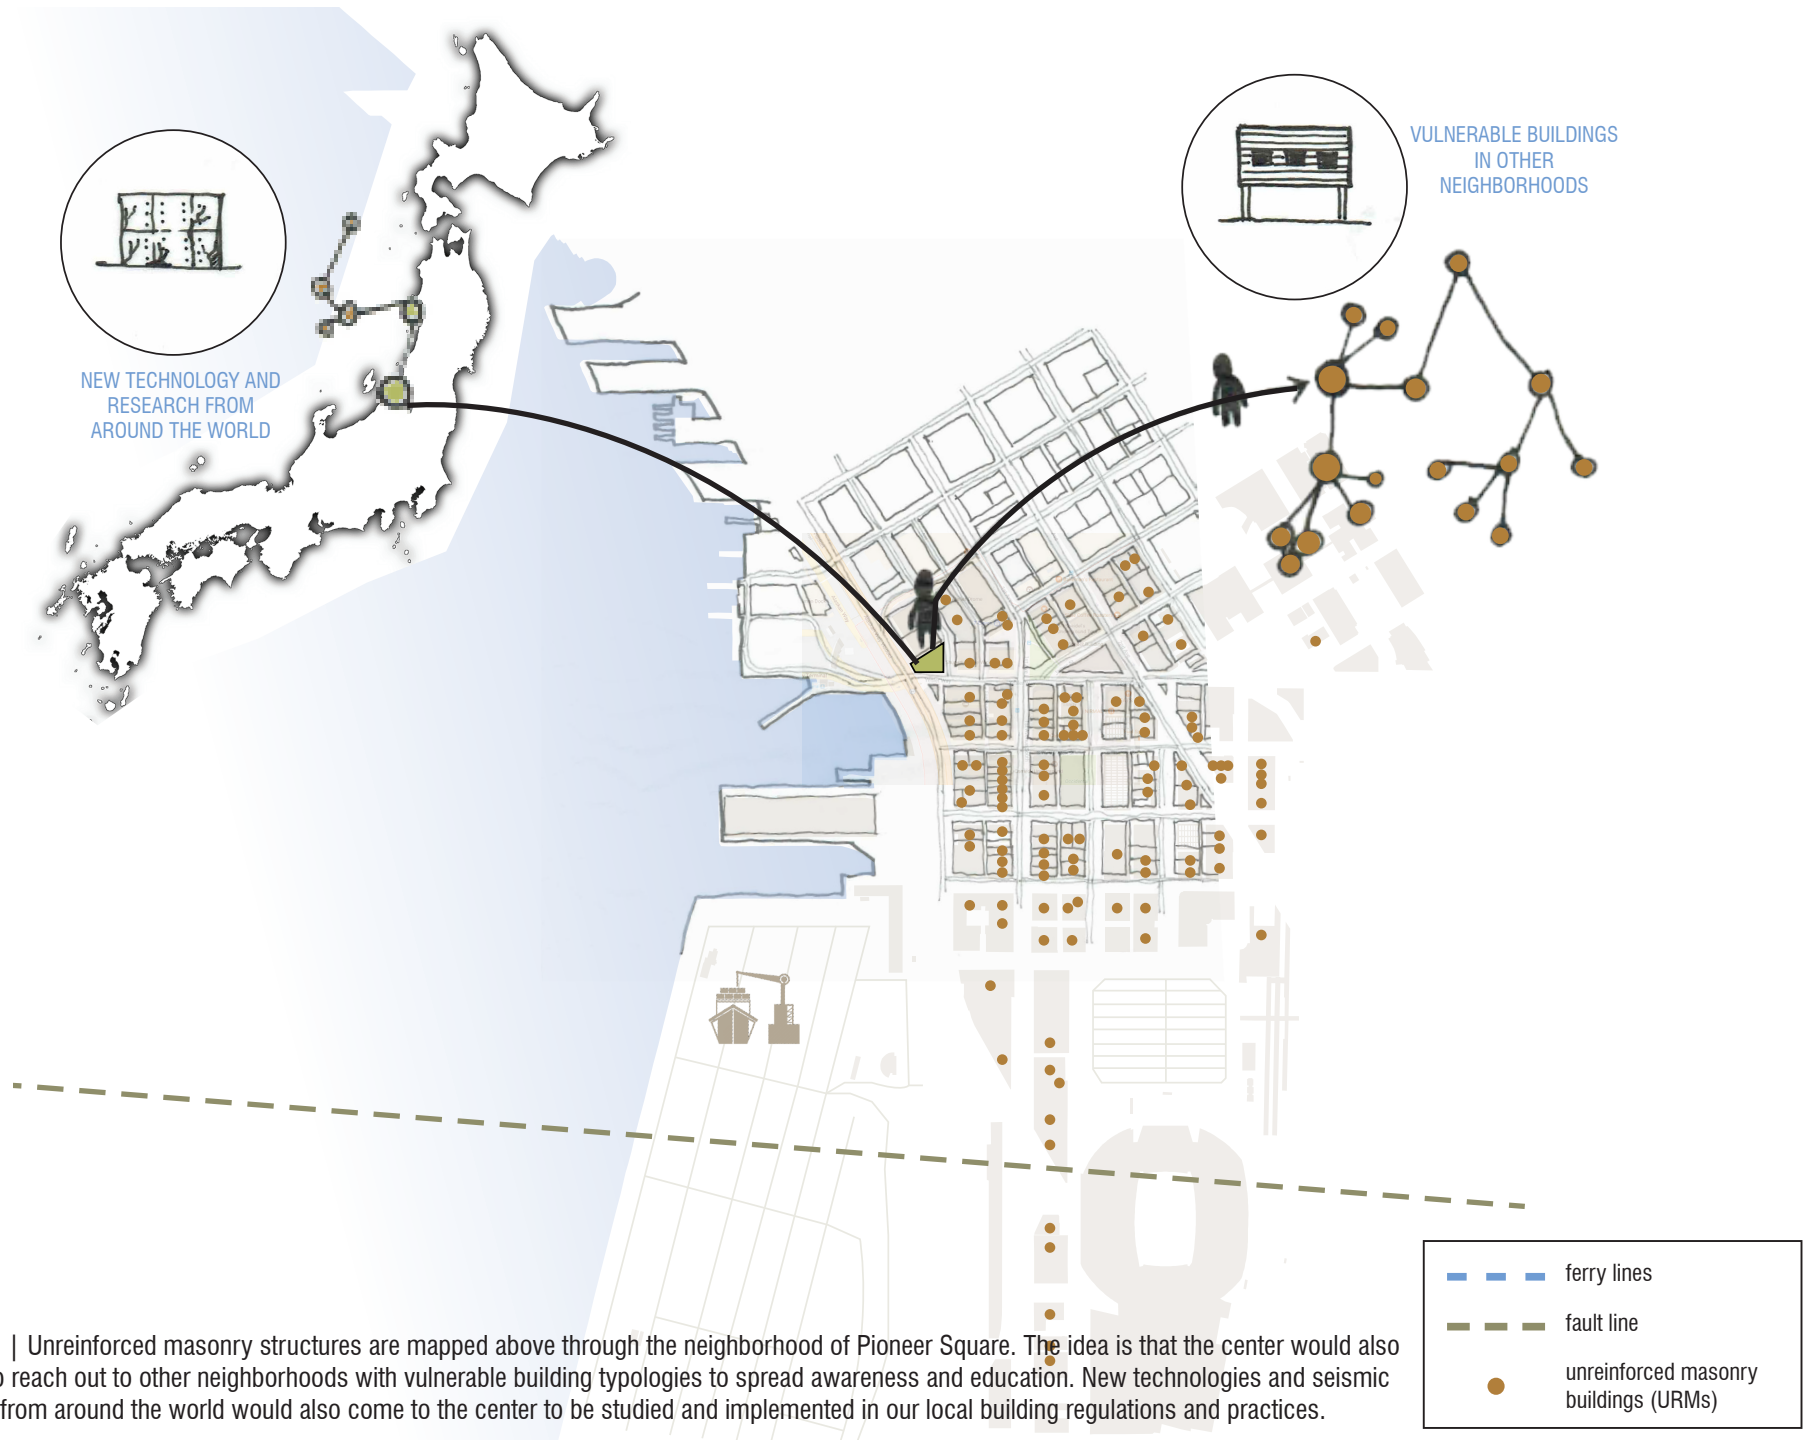 VULNERABLE BUILDINGS
IN OTHER
NEIGHBORHOODS
NEW TECHNOLOGY AND
RESEARCH FROM
AROUND THE WORLD
ferry lines
fault line
unreinforced masonry
buildings (URMs)
| Unreinforced masonry structures are mapped above through the neighborhood of Pioneer Square. The idea is that the center would also
reach out to other neighborhoods with vulnerable building typologies to spread awareness and education. New technologies and seismic
from around the world would also come to the center to be studied and implemented in our local building regulations and practices.